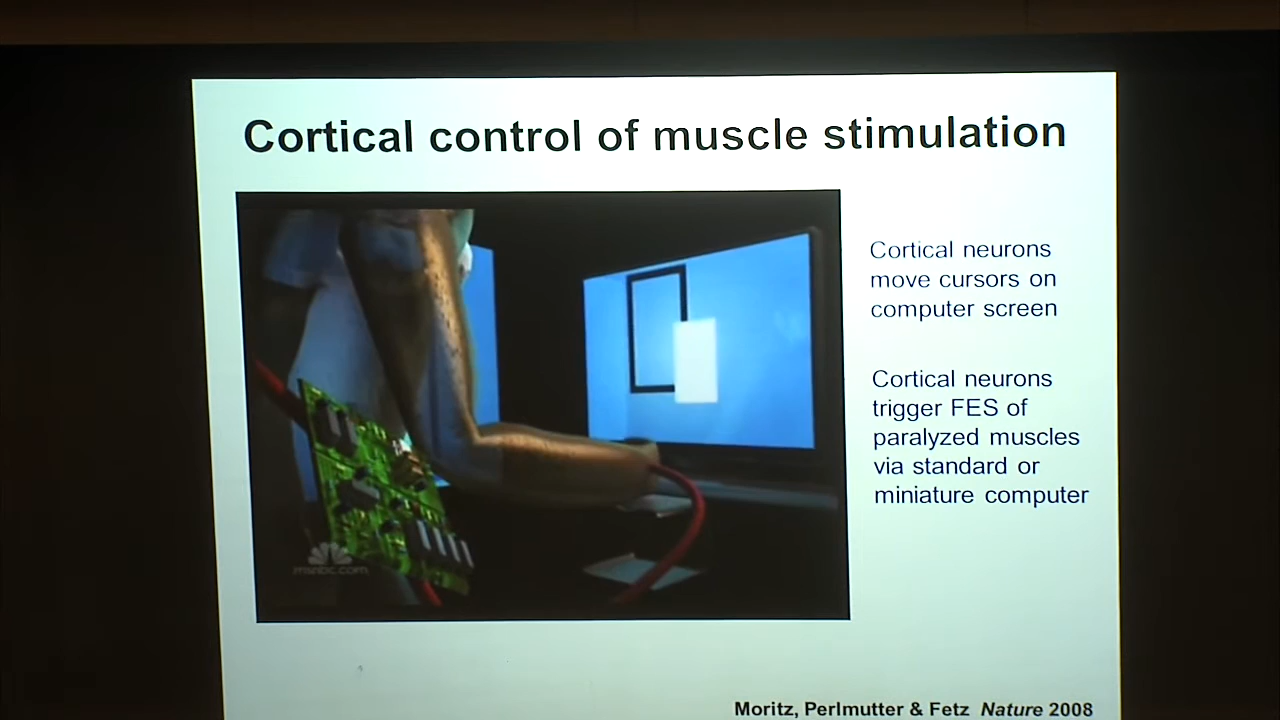 Cortical control of muscle stimulation
Cortical neurons
move cursors on
computer screen
Cortical neurons
trigger FES of
paralyzed muscles
via standard or
miniature computer
msnbc.com
Moritz, Perlmutter & Fetz Nature 2008